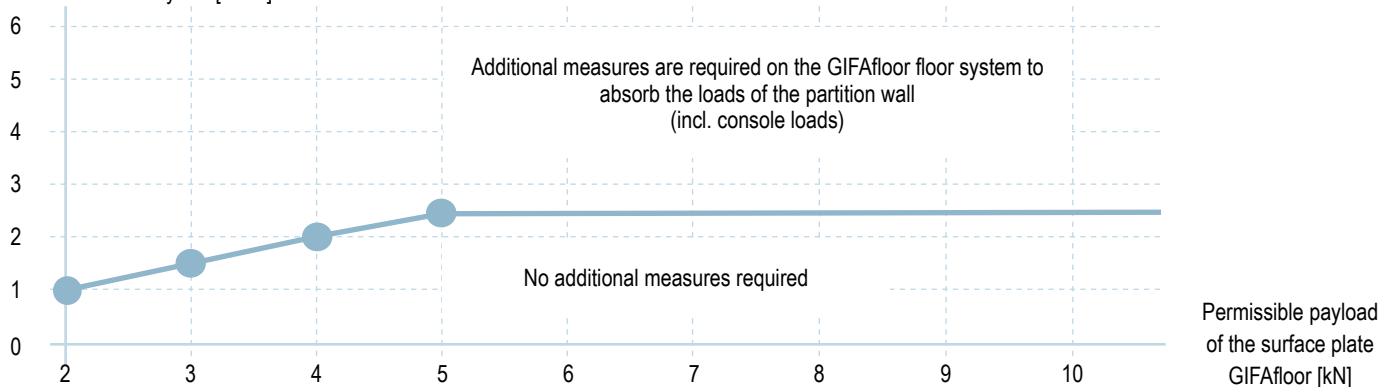 6
Additional measures are required on the GIFAfloor floor system to
5
absorb the loads of the partition wall
4
(incl. console loads)
3
2
No additional measures required
1
Permissible payload
0
of the surface plate
2 3 4 5 6 7 8 9 10
GIFAfloor [kN]